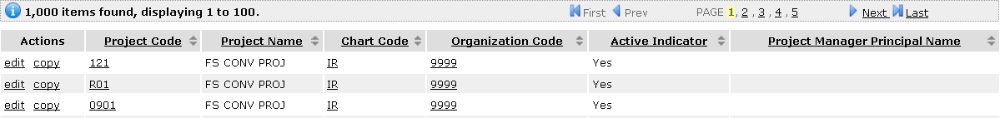 1,000 items found, displaying 1 to 100. First Prev PAGE 1, 2 , 3 , 4 , 5 Next Last
Actions Project Code Project Name Chart Code Organization Code Active Indicator Project Manager Principal Name
edit copy 121 FS CONV PROJ IR 9999 Yes
edit copy R01 FS CONV PROJ IR 9999 Yes
edit copy 0901 FS CONV PROJ IR 9999 Yes